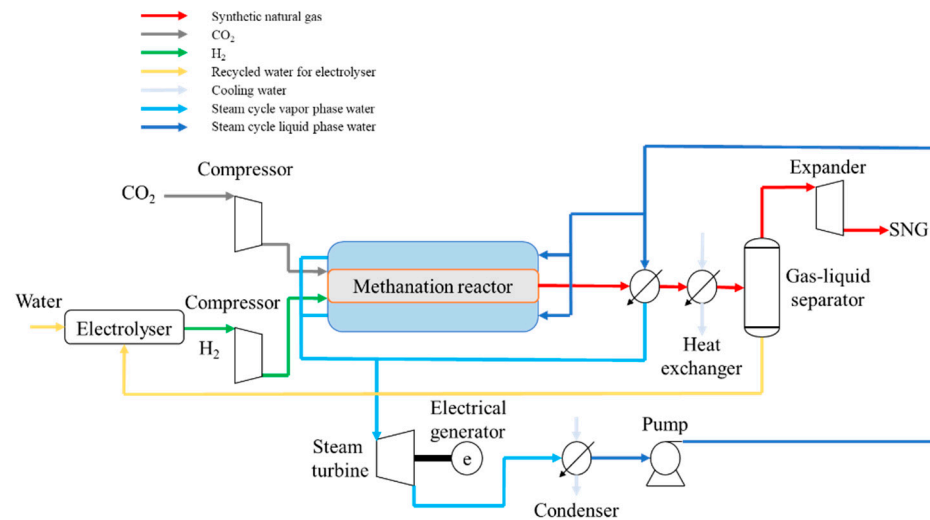 Synthetic natural gas
CO₂
H₂
Recycled water for electrolyser
Cooling water
Steam cycle vapor phase water
Steam cycle liquid phase water
Compressor
CO₂
Expander
SNG
Methanation reactor
Gas-liquid
separator
Water
Compressor
Electrolyser
H₂
Heat
exchanger
Electrical
generator
Steam
turbine
e
Pump
Condenser